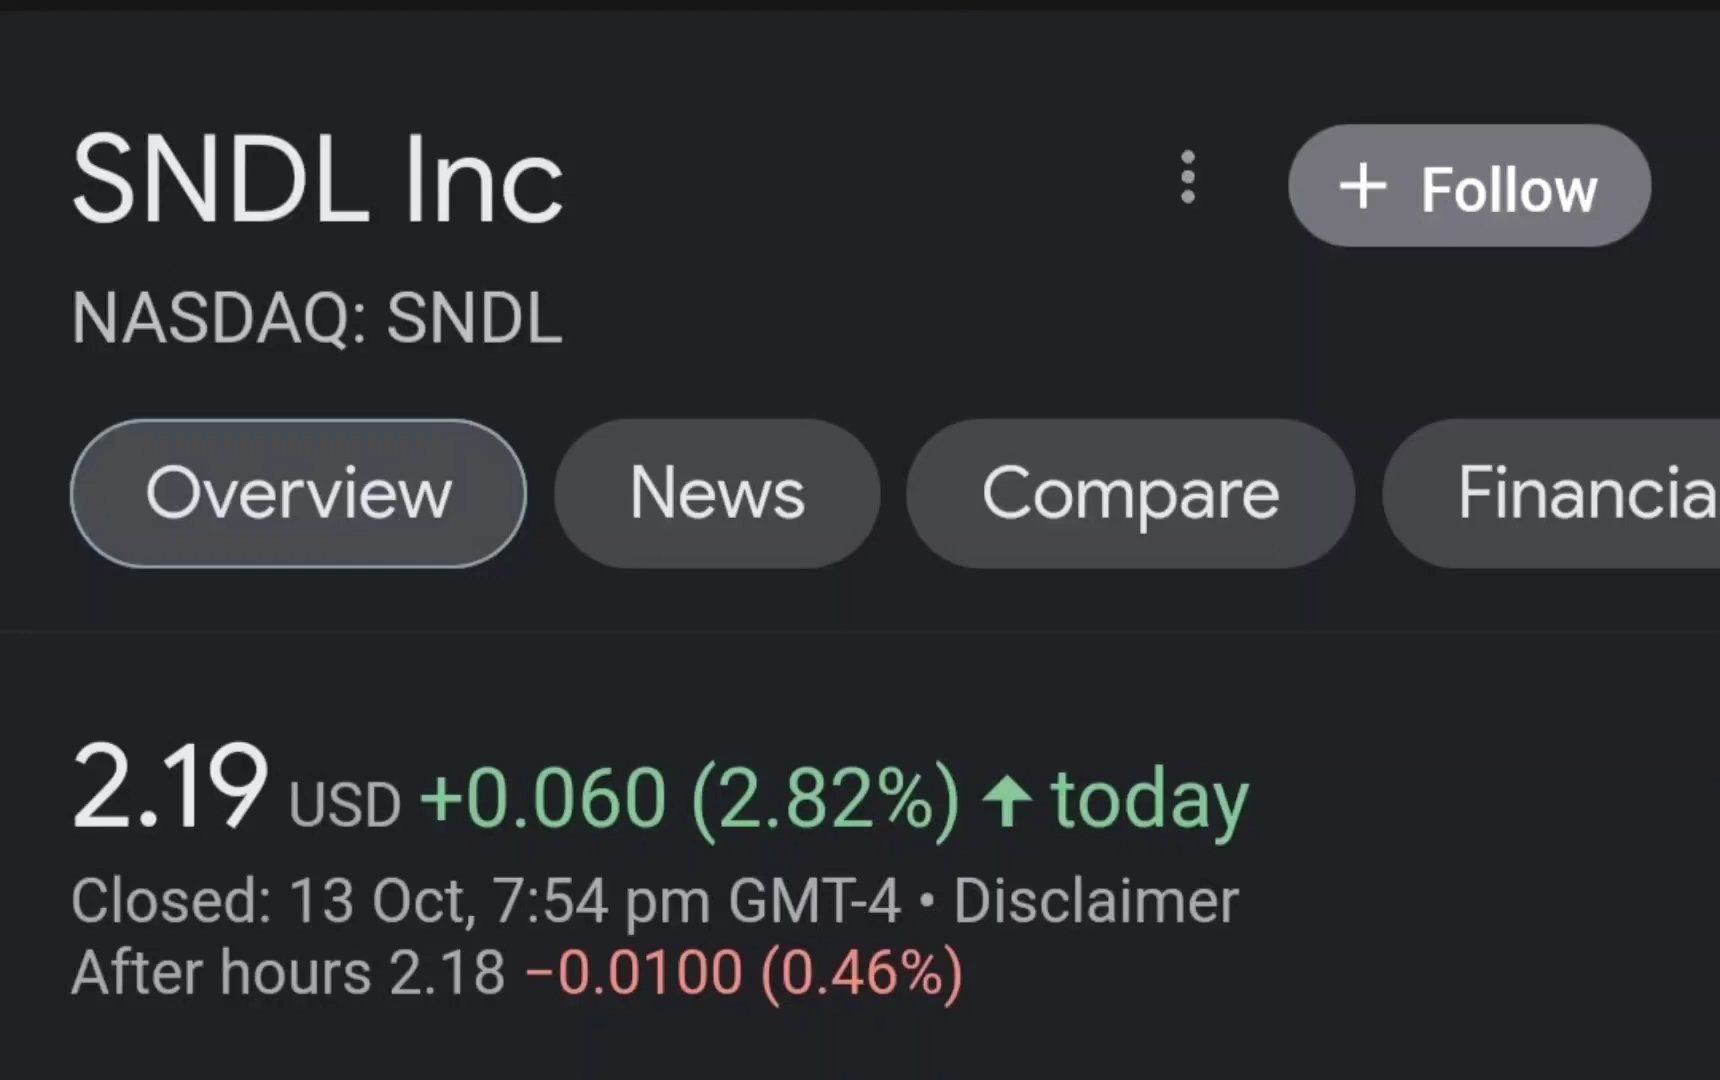 SNDL Inc
+ Follow
NASDAQ: SNDL
Overview News Compare Financia
2.19 USD +0.060 (2.82%) ↑ today
Closed: 13 Oct, 7:54 pm GMT-4 • Disclaimer
After hours 2.18 −0.0100 (0.46%)